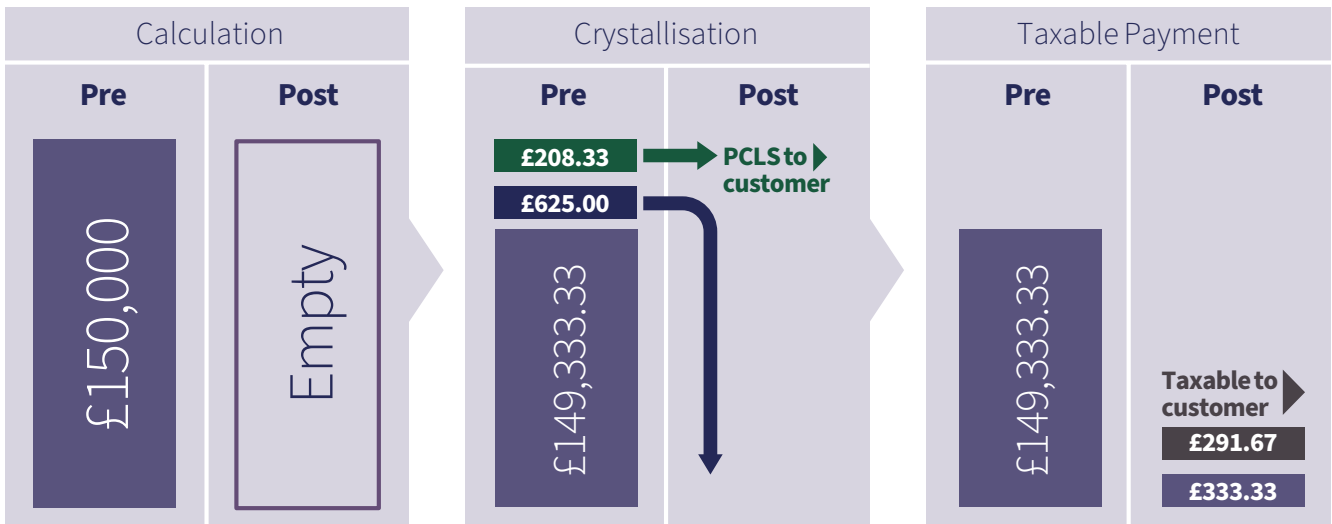 Calculation
Pre
Post
£150,000
Empty
Crystallisation
Pre
Post
£208.33
PCLS to
customer
£625.00
£149,333.33
Taxable Payment
Pre
Post
£149,333.33
Taxable to
customer
£291.67
£333.33